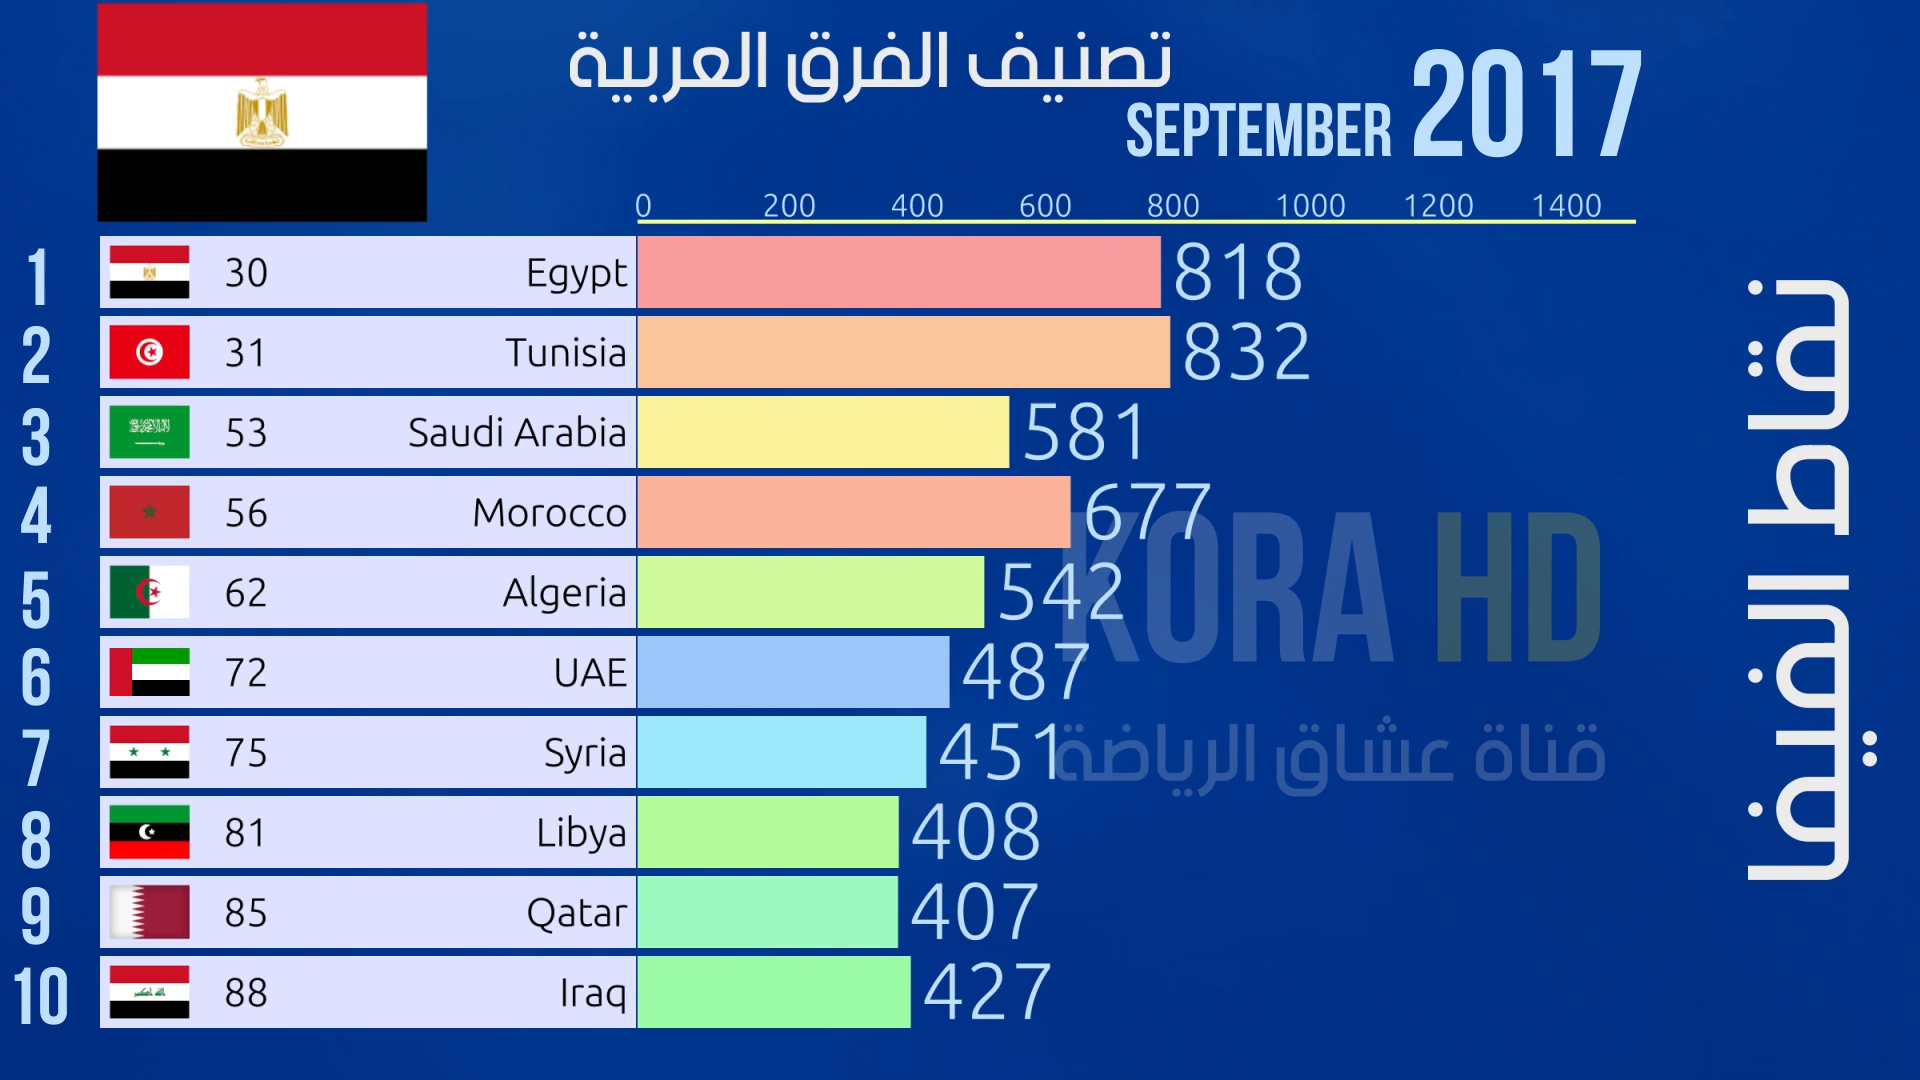 تصنيف الفرق العربية
SEPTEMBER 2017
0 200 400 600 800 1000 1200 1400
1 30 Egypt 818
2 31 Tunisia 832
3 53 Saudi Arabia 581
4 56 Morocco 677
5 62 Algeria 542
6 72 UAE 487
7 75 Syria 451
8 81 Libya 408
9 85 Qatar 407
10 88 Iraq 427
نقاط الفيفا
KORA HD
قناة عشاق الرياضة